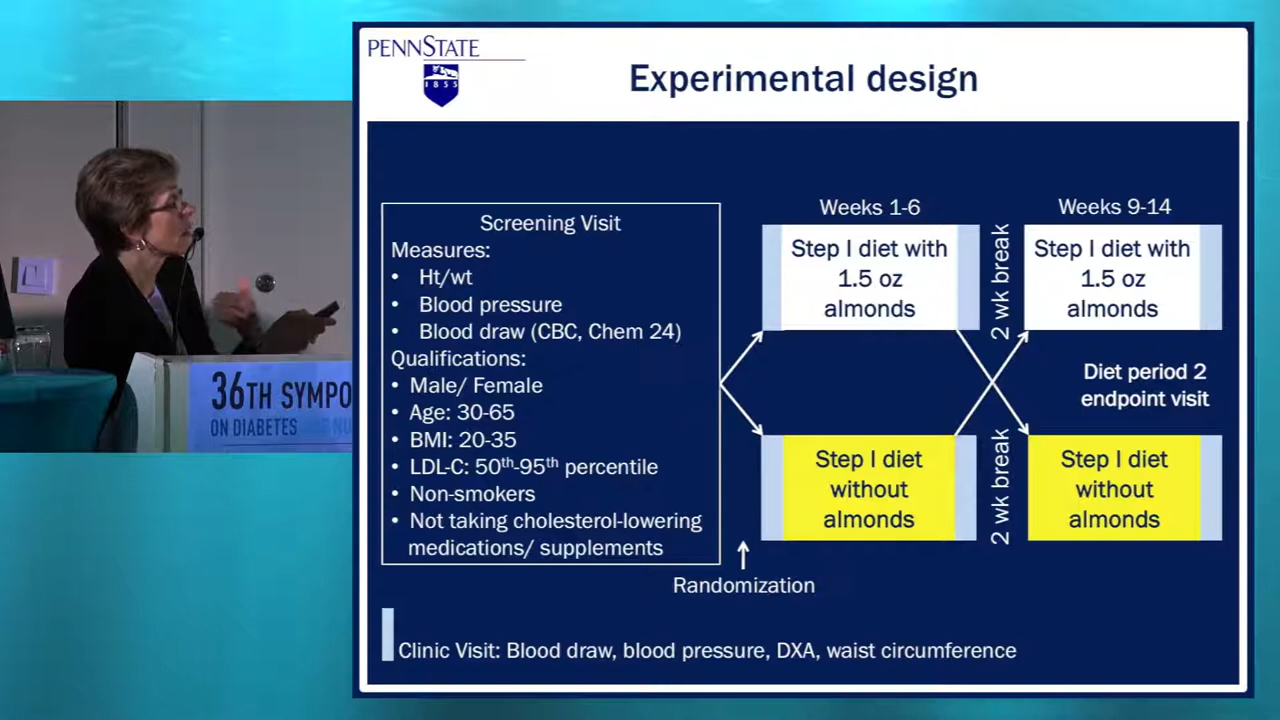 PENNSTATE
1855
Experimental design
Screening Visit
Measures:
• Ht/wt
• Blood pressure
• Blood draw (CBC, Chem 24)
Qualifications:
• Male/ Female
• Age: 30-65
• BMI: 20-35
• LDL-C: 50th-95th percentile
• Non-smokers
• Not taking cholesterol-lowering
medications/ supplements
Weeks 1-6
Step I diet with
1.5 oz
almonds
2 wk break
Weeks 9-14
Step I diet with
1.5 oz
almonds
Diet period 2
endpoint visit
Step I diet
without
almonds
2 wk break
Step I diet
without
almonds
Randomization
Clinic Visit: Blood draw, blood pressure, DXA, waist circumference
36TH SYMPO
ON DIABETES